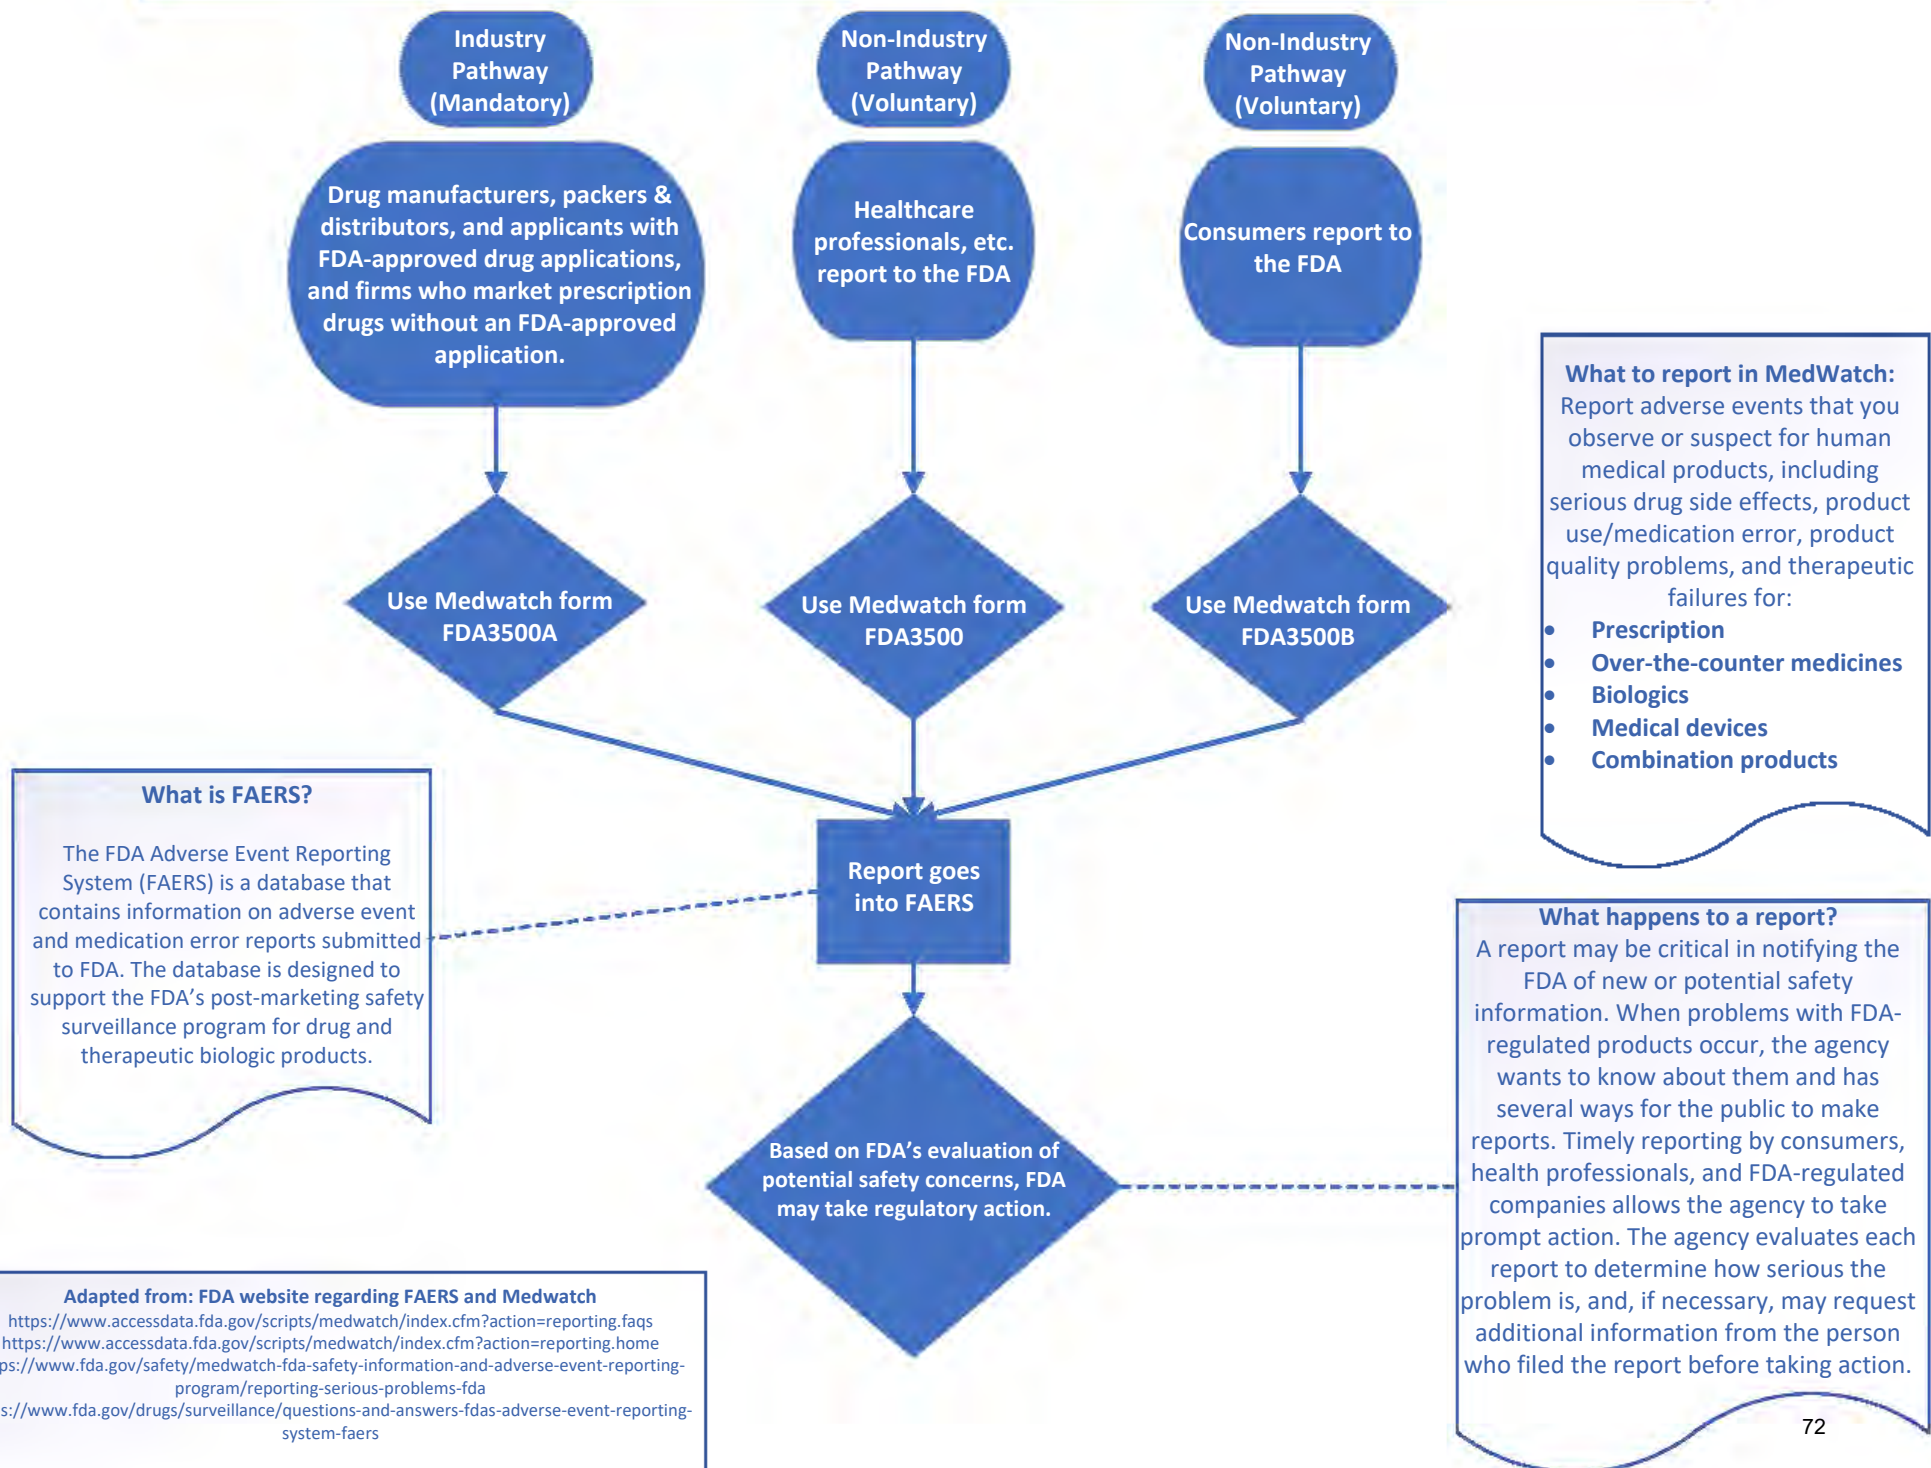 Industry
Pathway
(Mandatory)
Non-Industry
Pathway
(Voluntary)
Non-Industry
Pathway
(Voluntary)
Drug manufacturers, packers &
distributors, and applicants with
FDA-approved drug applications,
and firms who market prescription
drugs without an FDA-approved
application.
Healthcare
professionals, etc.
report to the FDA
Consumers report to
the FDA
Use Medwatch form
FDA3500A
Use Medwatch form
FDA3500
Use Medwatch form
FDA3500B
What to report in MedWatch:
Report adverse events that you
observe or suspect for human
medical products, including
serious drug side effects, product
use/medication error, product
quality problems, and therapeutic
failures for:
• Prescription
• Over-the-counter medicines
• Biologics
• Medical devices
• Combination products
What is FAERS?
The FDA Adverse Event Reporting
System (FAERS) is a database that
contains information on adverse event
and medication error reports submitted
to FDA. The database is designed to
support the FDA’s post-marketing safety
surveillance program for drug and
therapeutic biologic products.
Report goes
into FAERS
Based on FDA’s evaluation of
potential safety concerns, FDA
may take regulatory action.
What happens to a report?
A report may be critical in notifying the
FDA of new or potential safety
information. When problems with FDA-
regulated products occur, the agency
wants to know about them and has
several ways for the public to make
reports. Timely reporting by consumers,
health professionals, and FDA-regulated
companies allows the agency to take
prompt action. The agency evaluates each
report to determine how serious the
problem is, and, if necessary, may request
additional information from the person
who filed the report before taking action.
Adapted from: FDA website regarding FAERS and Medwatch
https://www.accessdata.fda.gov/scripts/medwatch/index.cfm?action=reporting.faqs
https://www.accessdata.fda.gov/scripts/medwatch/index.cfm?action=reporting.home
ps://www.fda.gov/safety/medwatch-fda-safety-information-and-adverse-event-reporting-
program/reporting-serious-problems-fda
s://www.fda.gov/drugs/surveillance/questions-and-answers-fdas-adverse-event-reporting-
system-faers
72